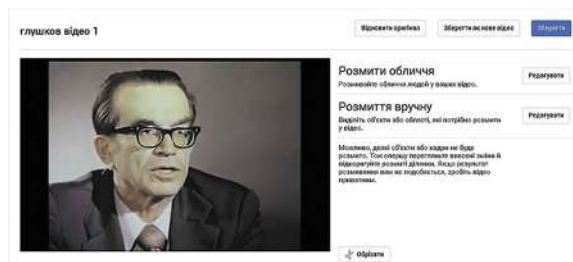 глушков відео 1
Відновити оригінал
Зберегти як нове відео
Зберегти
Розмити обличчя
Розмивайте обличчя людей у ваших відео.
Редагувати
Розмиття вручну
Виділіть об'єкти або області, які потрібно розмити
у відео.
Редагувати
Можливо, деякі об'єкти або кадри не буде
розмито. Тож спершу перегляньте внесені зміни й
відкоригуйте розмиті ділянки. Якщо результат
розмивання вам не подобається, зробіть відео
приватним.
Обрізати